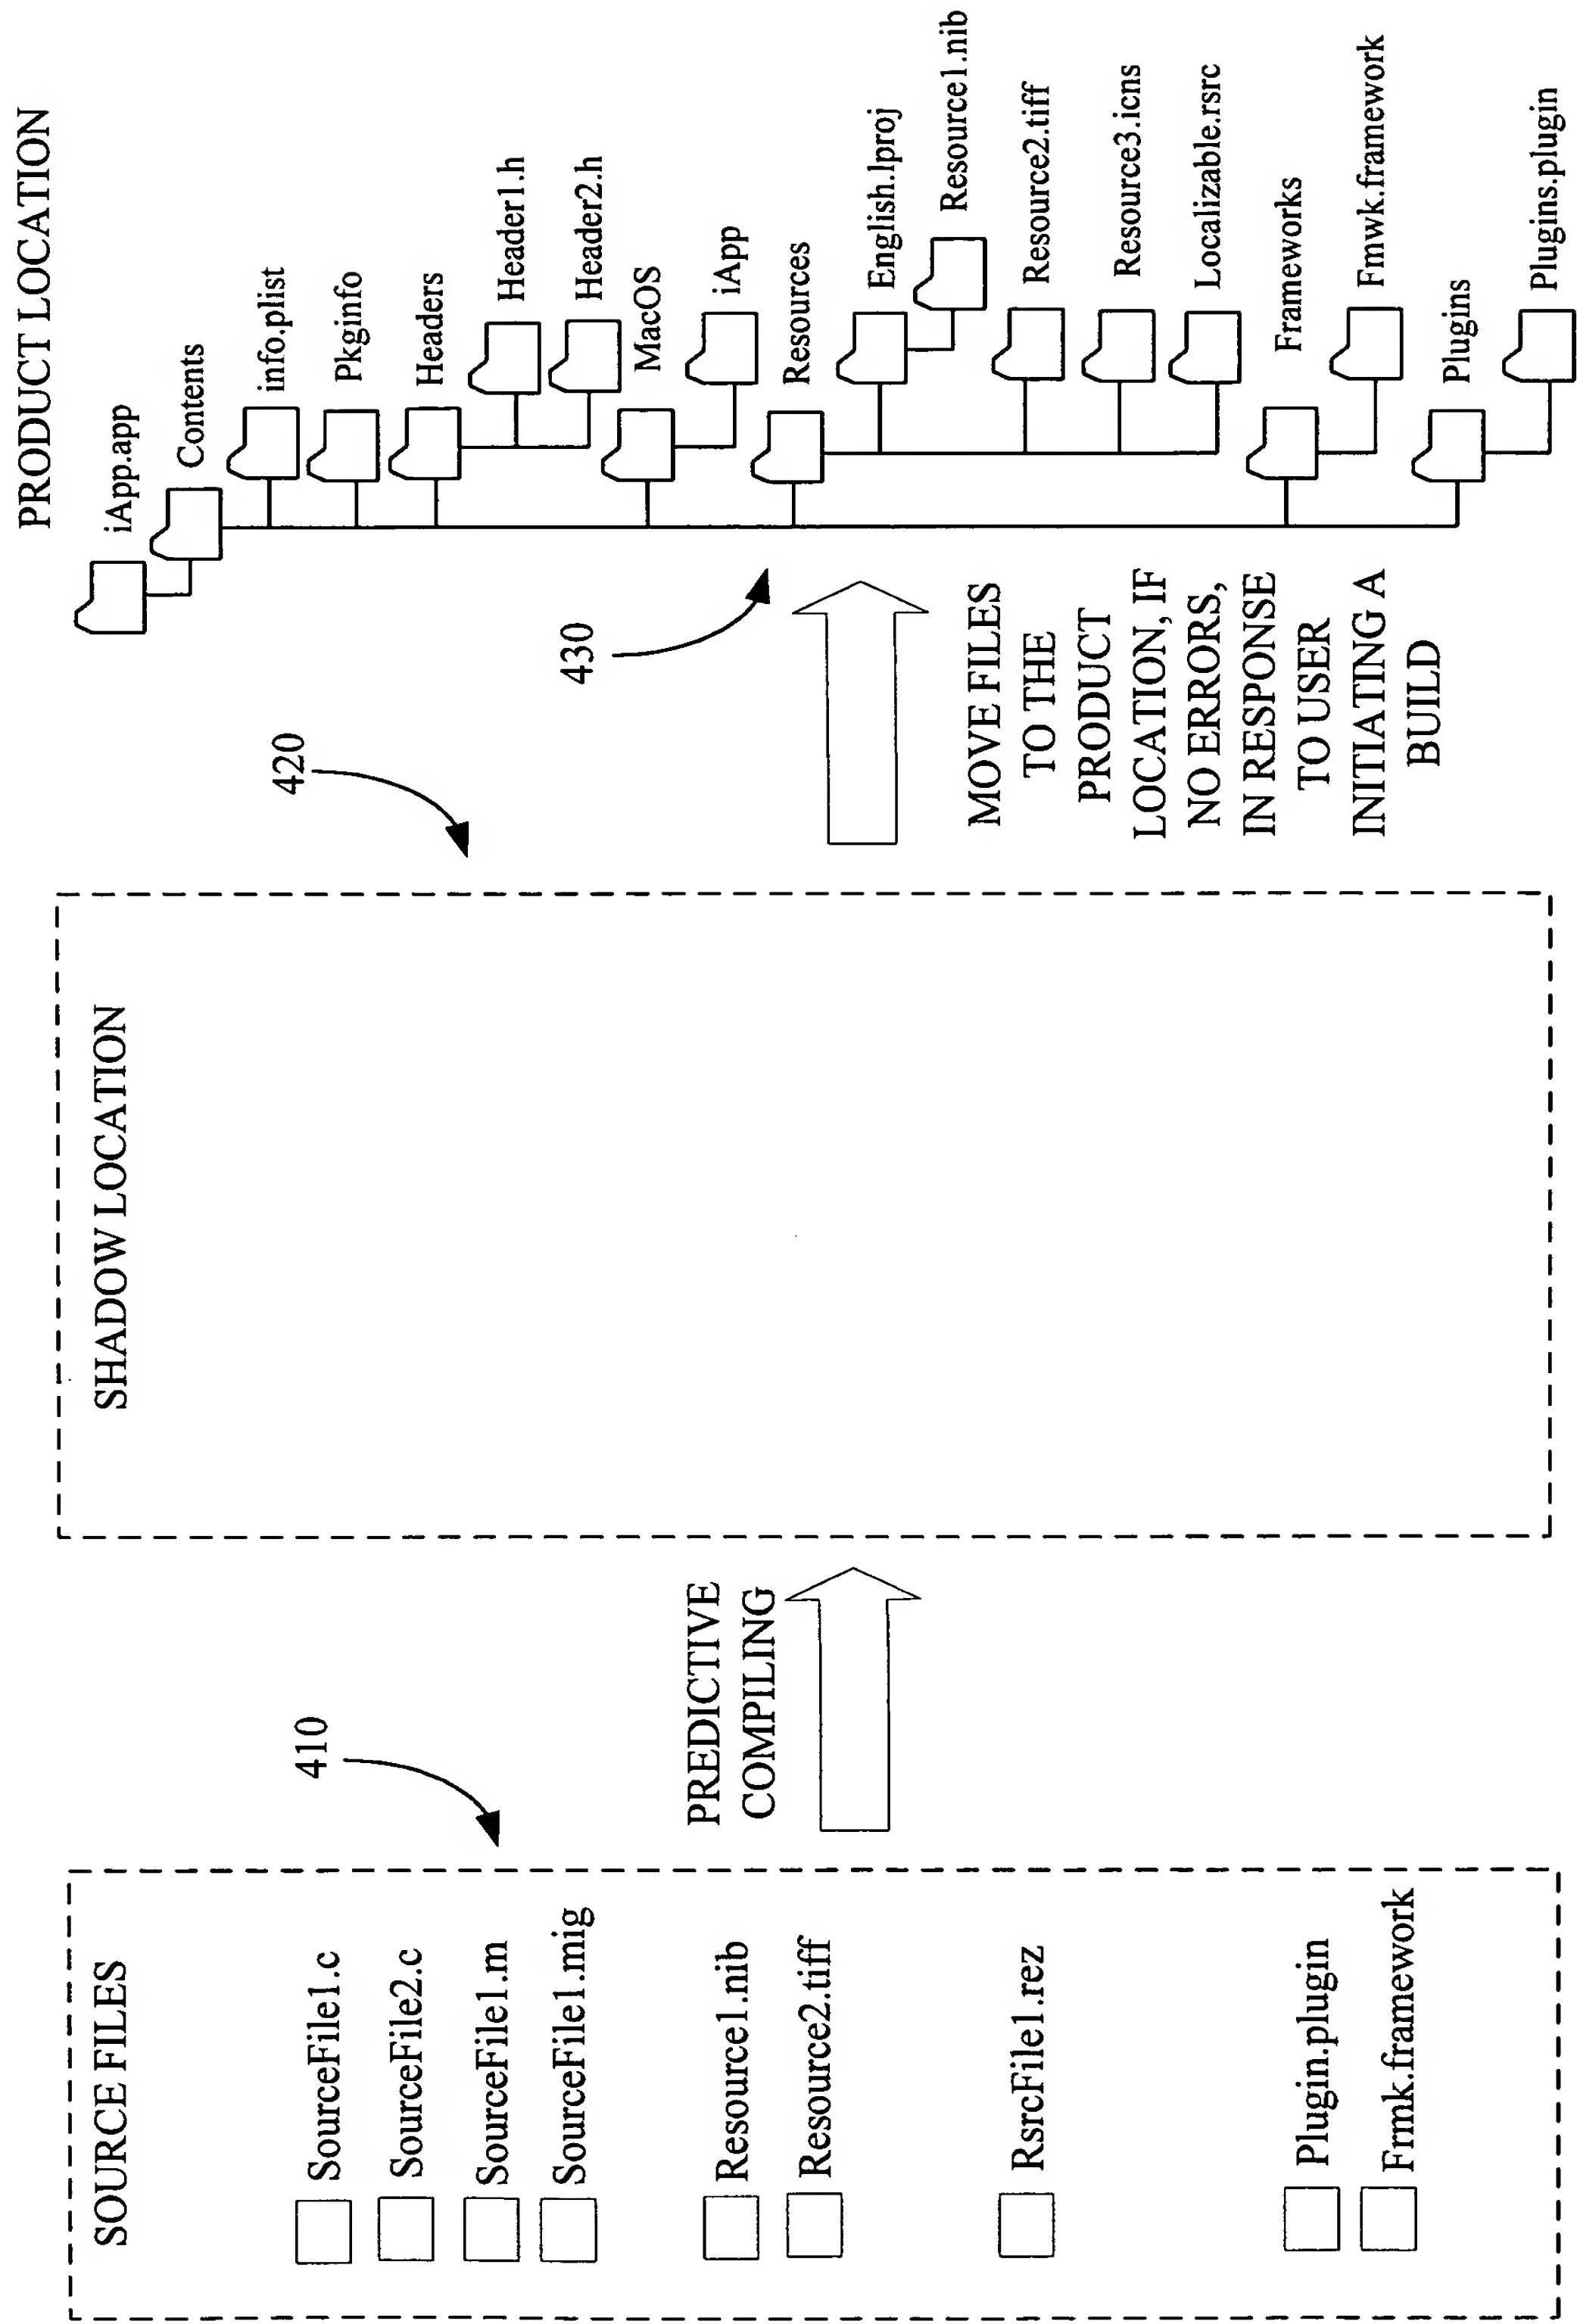 SOURCE FILES
SourceFile1.c
SourceFile2.c
SourceFile1.m
SourceFile1.mig
Resource1.nib
Resource2.tiff
RsrcFile1.rez
Plugin.plugin
Frmk.framework
410
PREDICTIVE
COMPILING
SHADOW LOCATION
420
430
MOVE FILES
TO THE
PRODUCT
LOCATION, IF
NO ERRORS,
IN RESPONSE
TO USER
INITIATING A
BUILD
PRODUCT LOCATION
iApp.app
Contents
info.plist
Pkginfo
Headers
Header1.h
Header2.h
MacOS
iApp
Resources
English.lproj
Resource1.nib
Resource2.tiff
Resource3.icns
Localizable.rsrc
Frameworks
Fmwk.framework
Plugins
Plugins.plugin